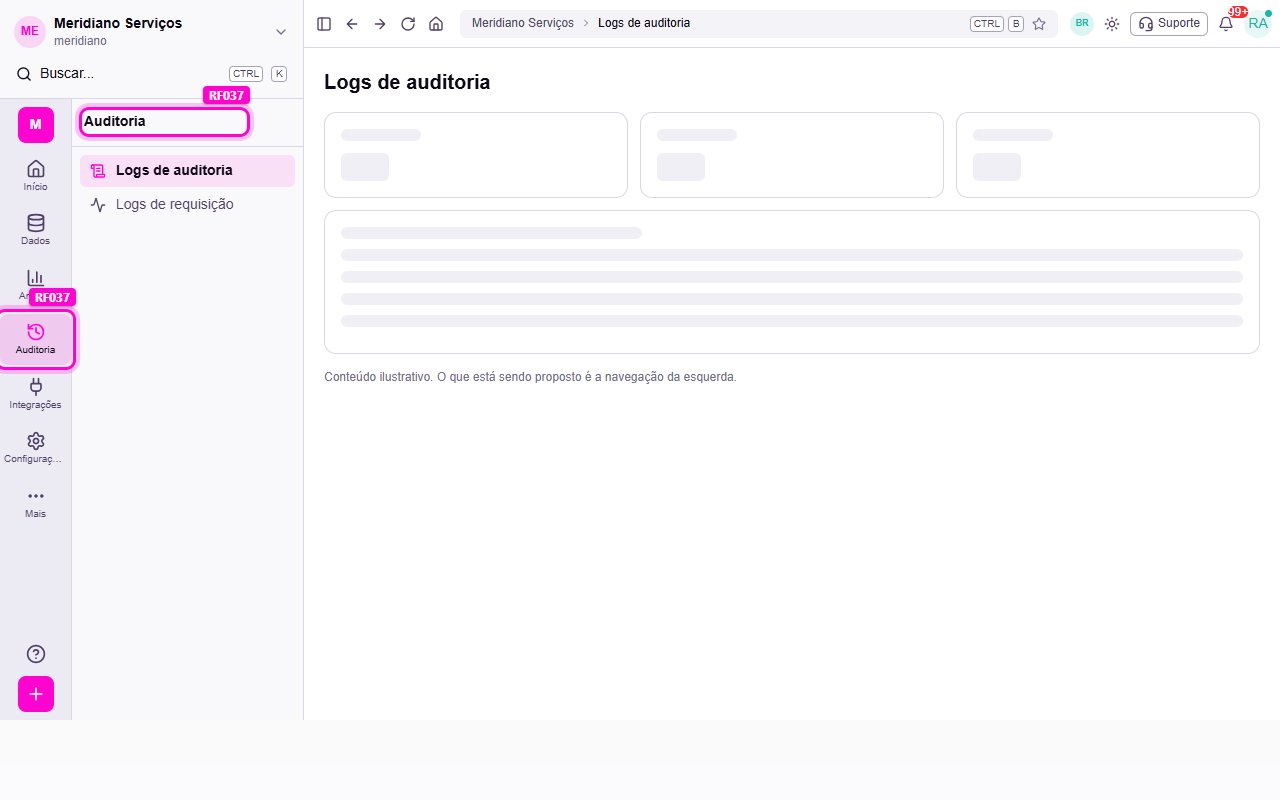 ME
Meridiano Serviços
meridiano
Buscar...
CTRL
K
Meridiano Serviços
Logs de auditoria
CTRL
B
BR
Suporte
99+
RA
RF037
Auditoria
M
Início
Dados
RF037
Auditoria
Integrações
Configuraç...
Mais
Logs de auditoria
Logs de requisição
Logs de auditoria
Conteúdo ilustrativo. O que está sendo proposto é a navegação da esquerda.